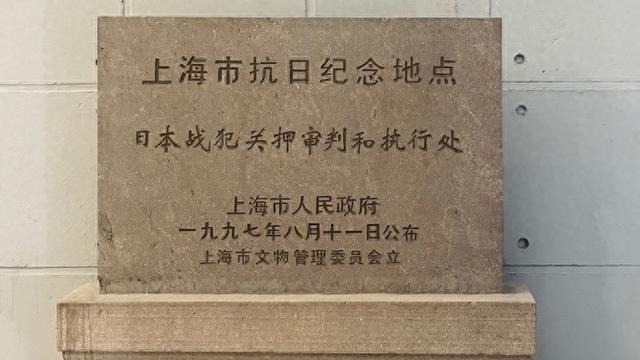 上海市抗日纪念地点
日本战犯关押审判和执行处
上海市人民政府
一九九七年八月十一日公布
上海市文物管理委员会立